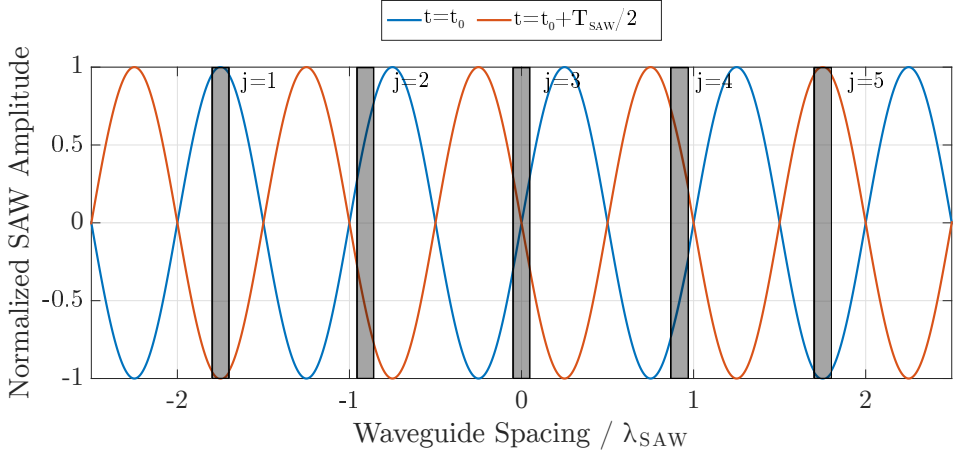 t=t₀ t=t₀+T_SAW/2
Normalized SAW Amplitude
1
0.5
0
-0.5
-1
j=1 j=2 j=3 j=4 j=5
-2 -1 0 1 2
Waveguide Spacing / λ_SAW